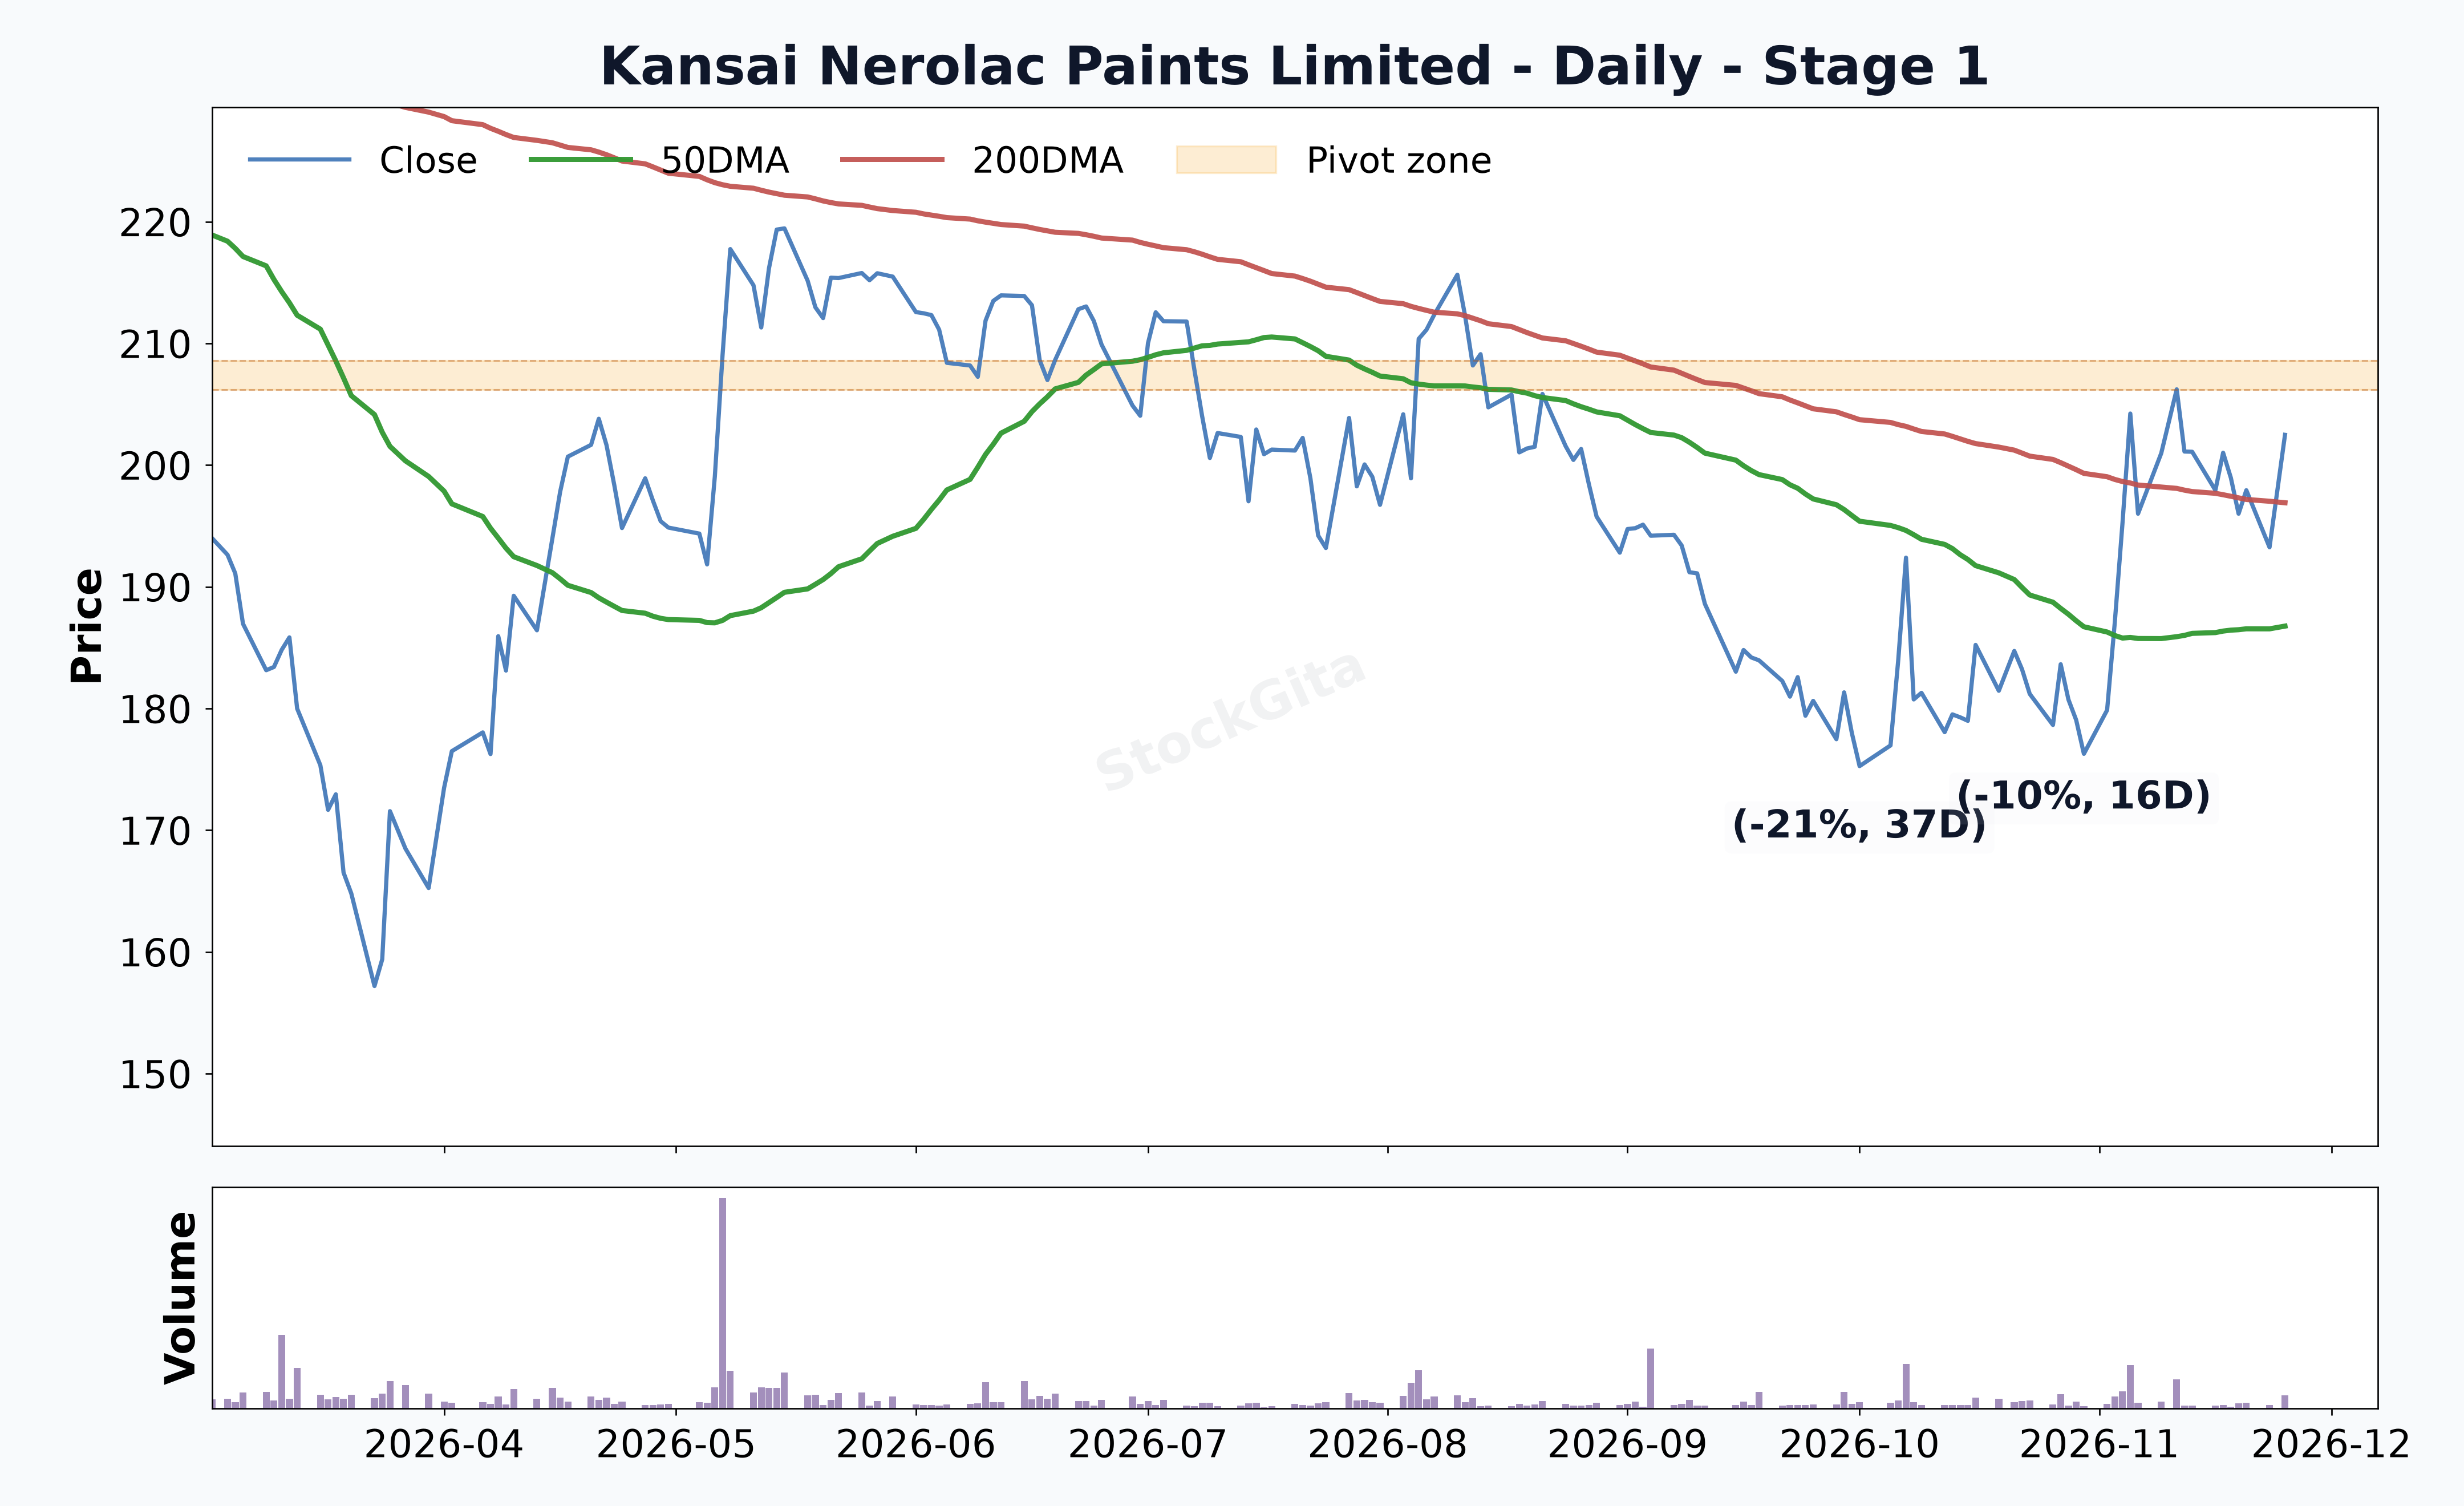 Kansai Nerolac Paints Limited - Daily - Stage 1
Close 50DMA 200DMA Pivot zone
220
210
200
190
180
170
160
150
Price
StockGita
(-10%, 16D)
(-21%, 37D)
Volume
2026-04 2026-05 2026-06 2026-07 2026-08 2026-09 2026-10 2026-11 2026-12